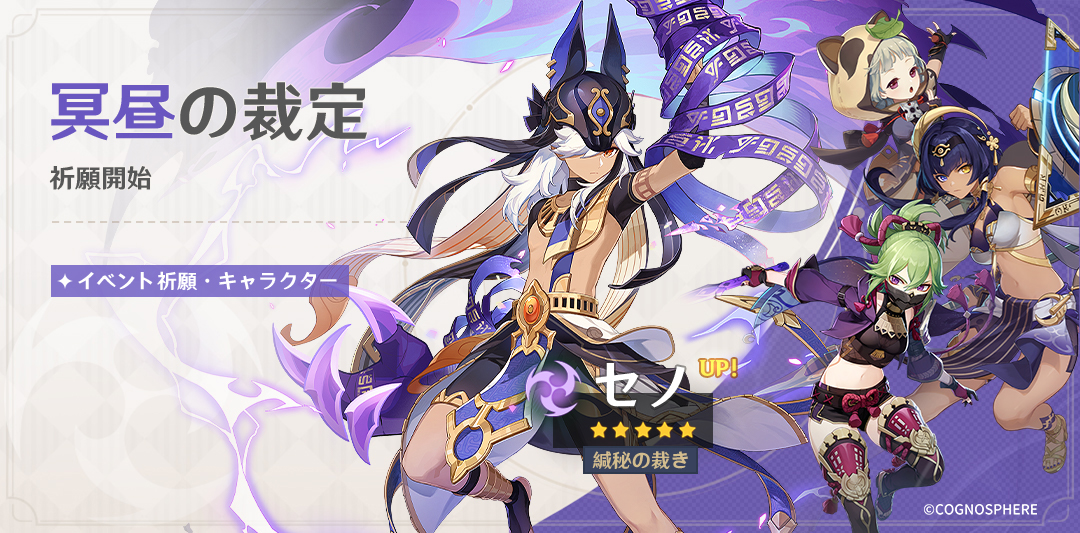 冥昼の裁定
祈願開始
イベント祈願・キャラクター
セノ UP!
緘秘の裁き
©COGNOSPHERE